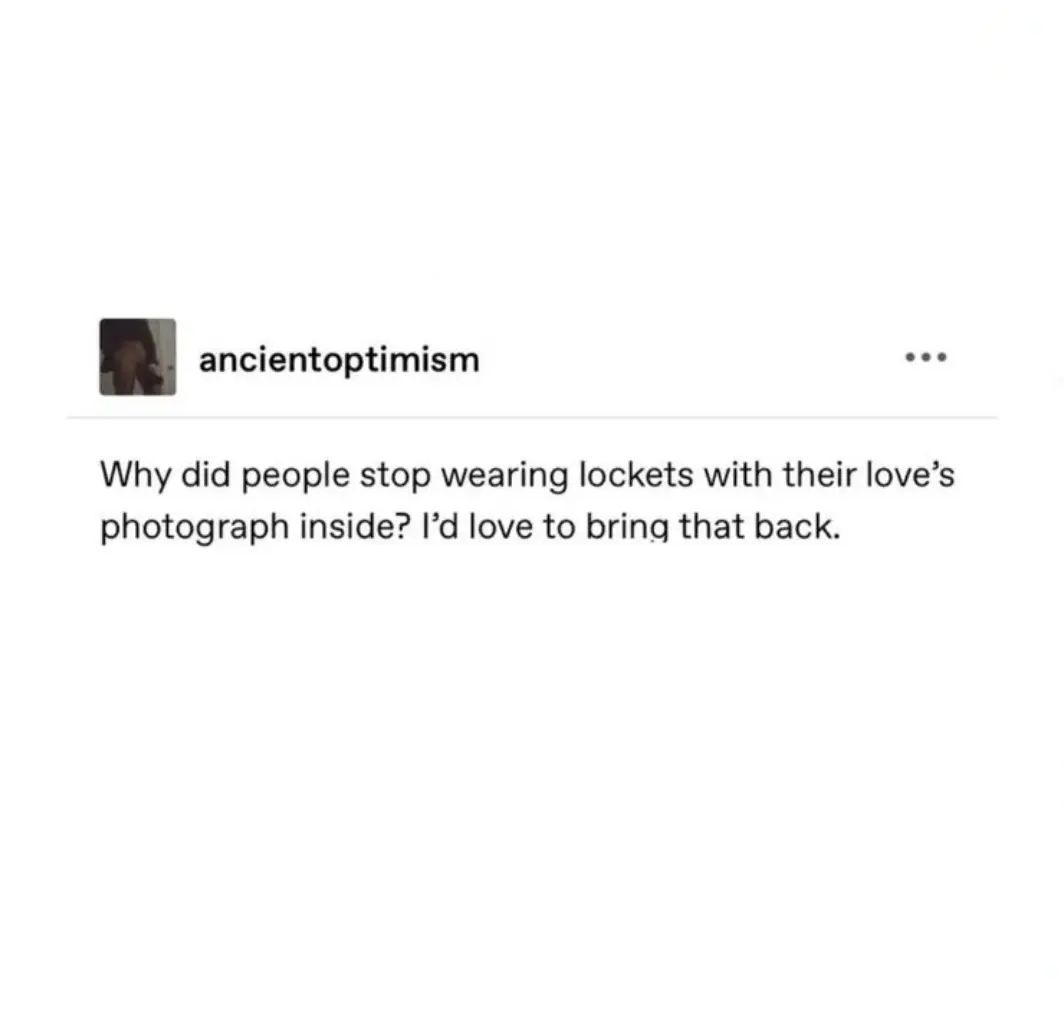 ancientoptimism
Why did people stop wearing lockets with their love’s
photograph inside? I’d love to bring that back.